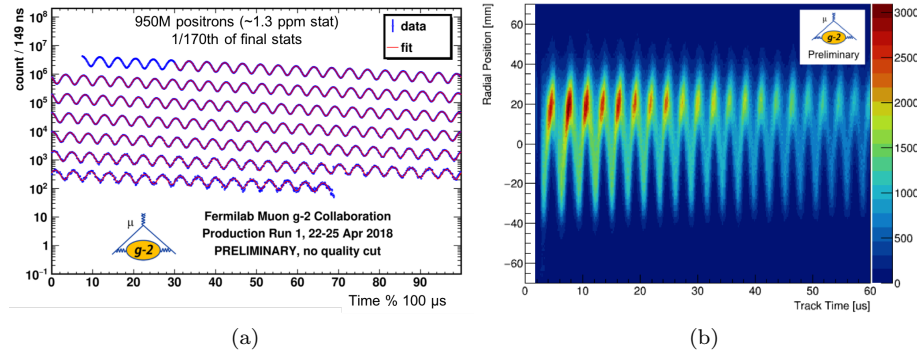 950M positrons (~1.3 ppm stat)
1/170th of final stats
data
fit
count / 149 ns
10⁷
10⁶
10⁵
10⁴
10³
10²
10
1
10⁻¹
μ
g-2
Fermilab Muon g-2 Collaboration
Production Run 1, 22-25 Apr 2018
PRELIMINARY, no quality cut
0 10 20 30 40 50 60 70 80 90
Time % 100 μs
(a)
Radial Position [mm]
60
40
20
0
−20
−40
−60
μ
g-2
Preliminary
3000
2500
2000
1500
1000
500
0
0 10 20 30 40 50 60
Track Time [us]
(b)